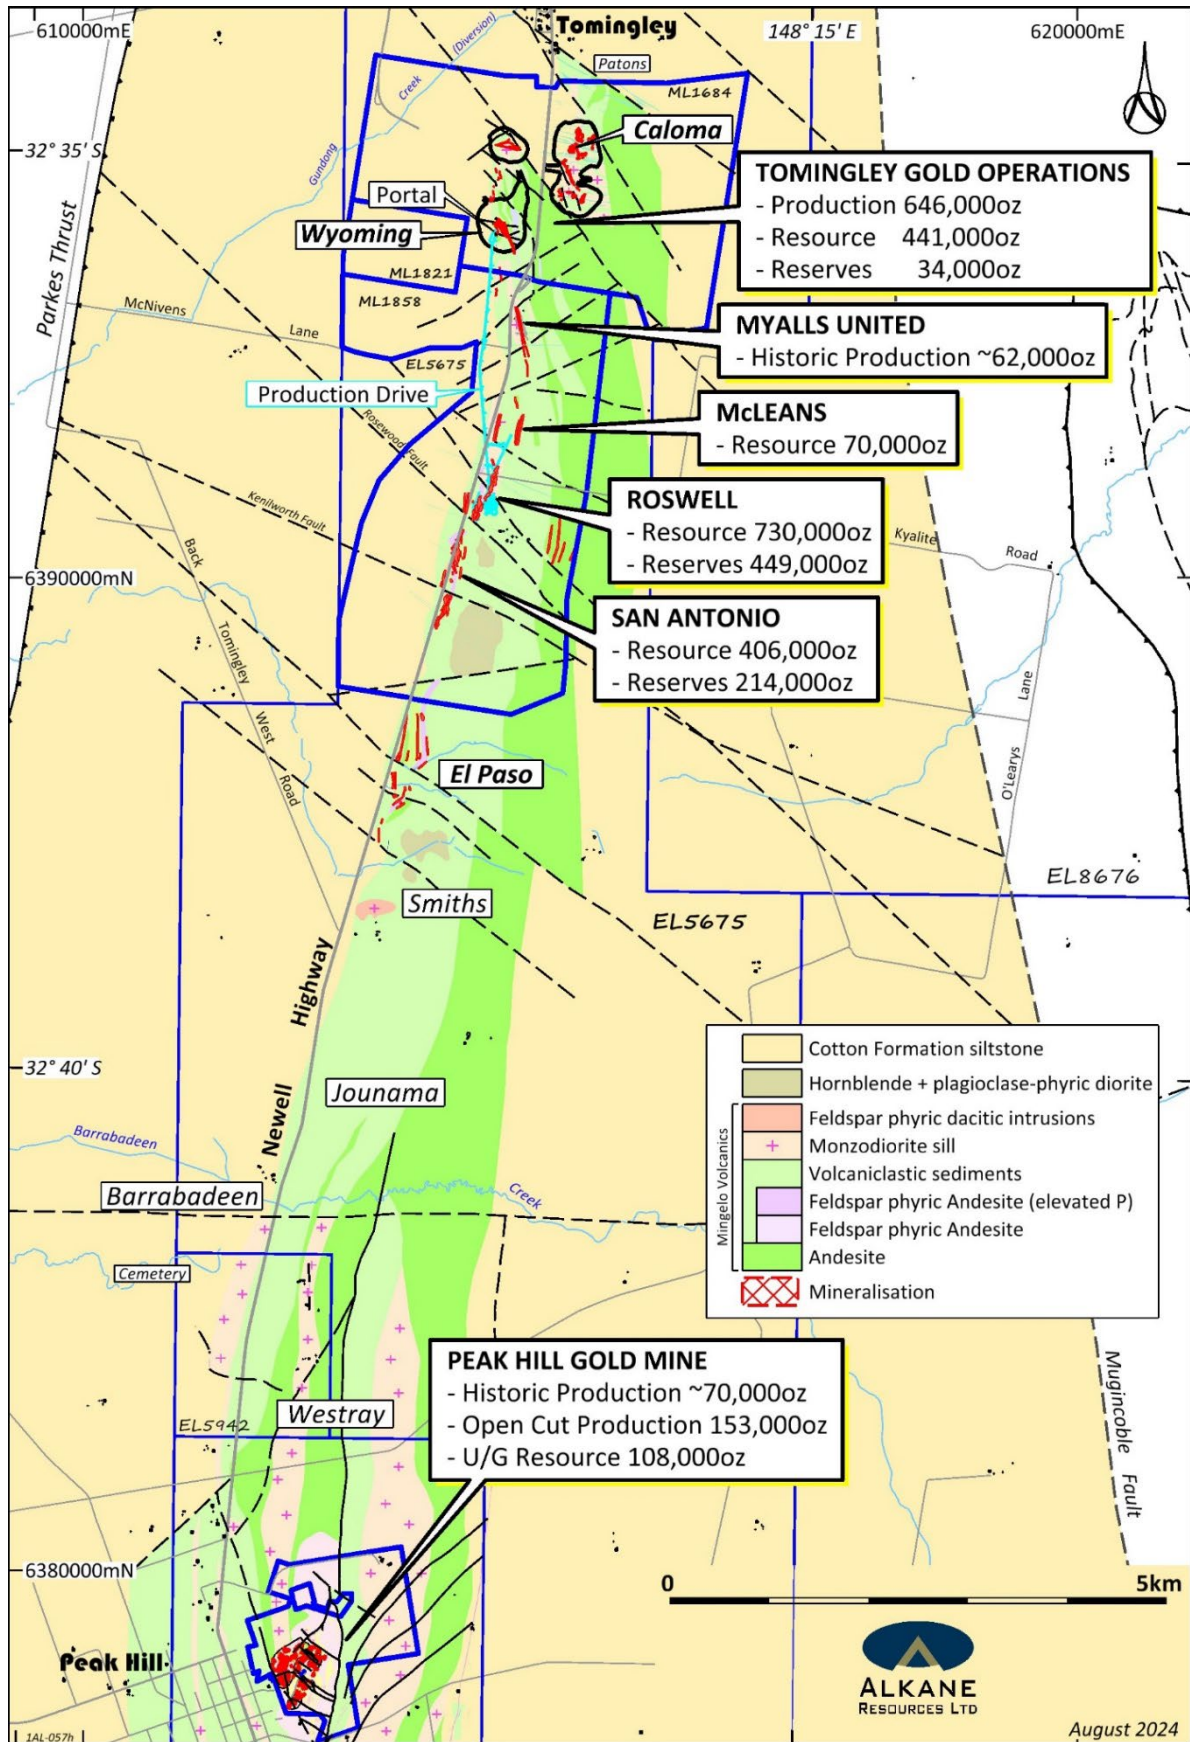 610000mE
Tomingley
148° 15' E
620000mE
(Diversion)
Creek
Gundong
Patons
ML1684
Caloma
32° 35' S
Portal
Wyoming
TOMINGLEY GOLD OPERATIONS
- Production 646,000oz
- Resource 441,000oz
- Reserves 34,000oz
Parkes Thrust
ML1821
ML1858
McNivens
Lane
EL5675
MYALLS UNITED
- Historic Production ~62,000oz
Production Drive
Rosewood Fault
McLEANS
- Resource 70,000oz
Kenilworth Fault
ROSWELL
- Resource 730,000oz
- Reserves 449,000oz
Kyalite
Road
Back
Tomingley
West
Road
6390000mN
SAN ANTONIO
- Resource 406,000oz
- Reserves 214,000oz
Lane
O'Learys
El Paso
EL8676
Smiths
EL5675
Highway
Newell
32° 40' S
Jounama
Barrabadeen
Barrabadeen
Creek
Cemetery
Cotton Formation siltstone
Hornblende + plagioclase-phyric diorite
Mingelo Volcanics
Feldspar phyric dacitic intrusions
Monzodiorite sill
Volcaniclastic sediments
Feldspar phyric Andesite (elevated P)
Feldspar phyric Andesite
Andesite
Mineralisation
PEAK HILL GOLD MINE
- Historic Production ~70,000oz
- Open Cut Production 153,000oz
- U/G Resource 108,000oz
Westray
EL5942
Mugincoble Fault
6380000mN
0
5km
Peak Hill
ALKANE
RESOURCES LTD
1AL-057h
August 2024